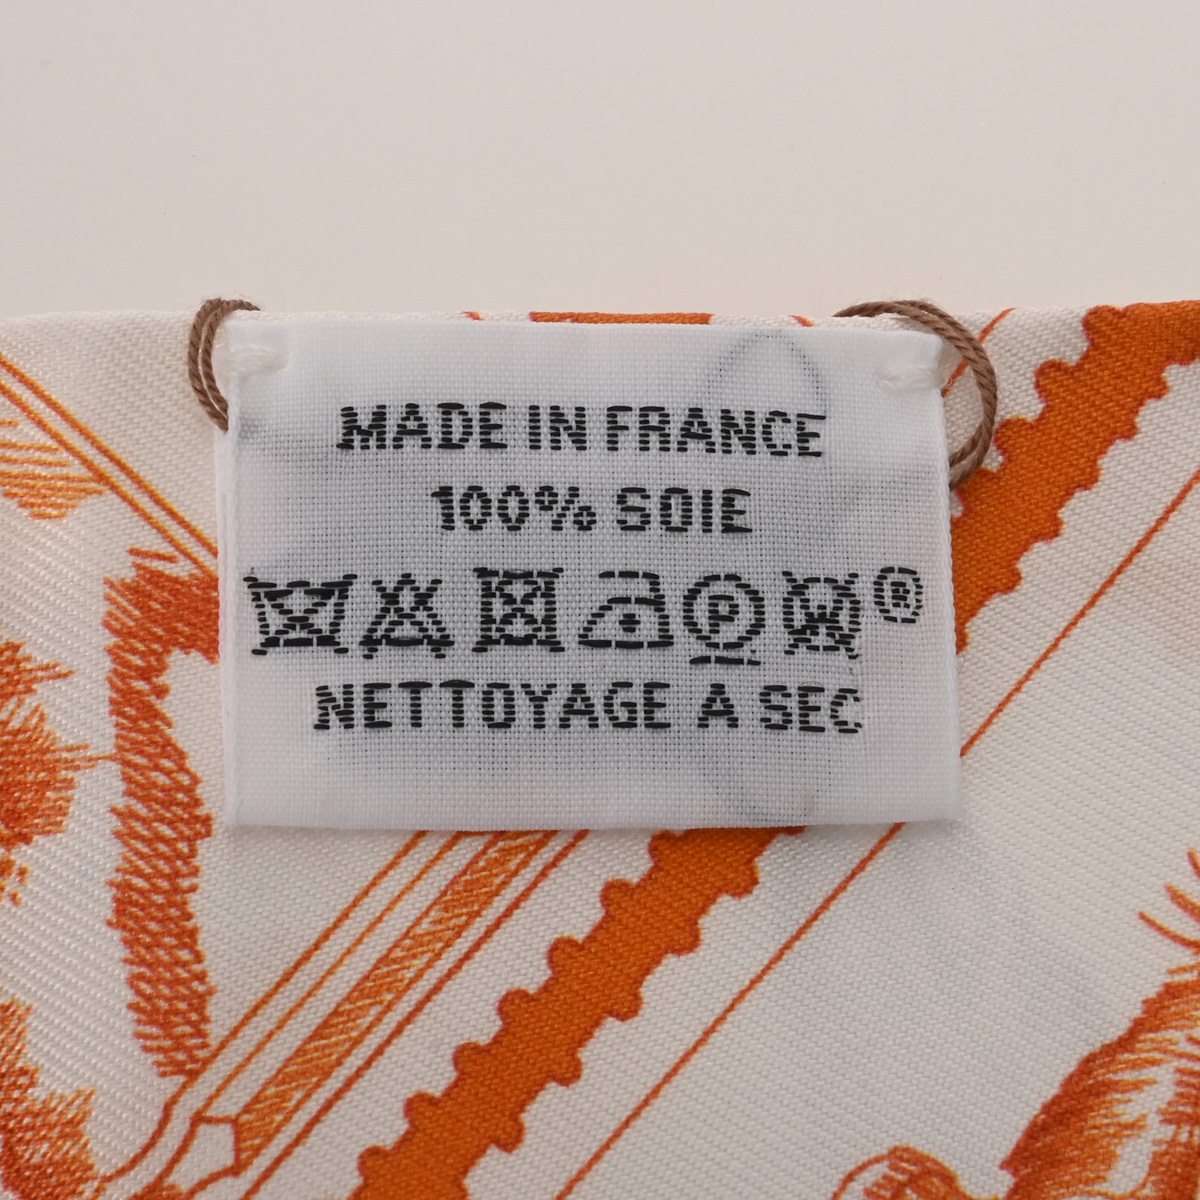 MADE IN FRANCE
100% SOIE
P W ®
NETTOYAGE A SEC